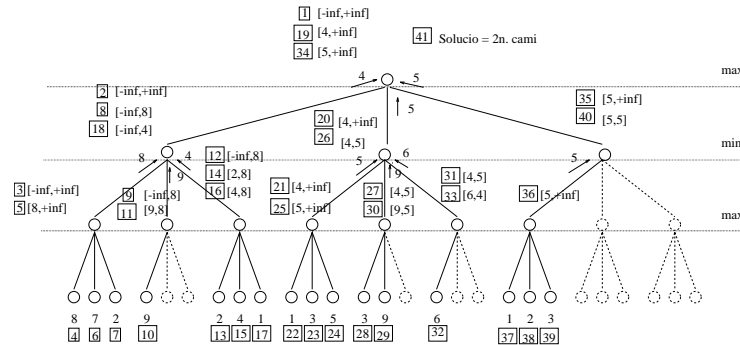 1 [-inf,+inf]
19 [4,+inf]
34 [5,+inf]
41 Solucio = 2n. cami
max
4
5
5
2 [-inf,+inf]
8 [-inf,8]
18 [-inf,4]
20 [4,+inf]
26 [4,5]
35 [5,+inf]
40 [5,5]
min
8
9
4
5
9
6
5
12 [-inf,8]
14 [2,8]
16 [4,8]
3 [-inf,+inf]
5 [8,+inf]
9 [-inf,8]
11 [9,8]
21 [4,+inf]
25 [5,+inf]
27 [4,5]
30 [9,5]
31 [4,5]
33 [6,4]
36 [5,+inf]
max
8 7 2 9 2 4 1 1 3 5 3 9 6 1 2 3
4 6 7 10 13 15 17 22 23 24 28 29 32 37 38 39